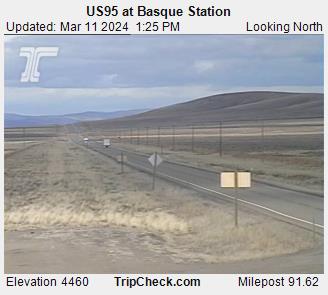 US95 at Basque Station
Updated: Mar 11 2024 1:25 PM Looking North
Elevation 4460 TripCheck.com Milepost 91.62